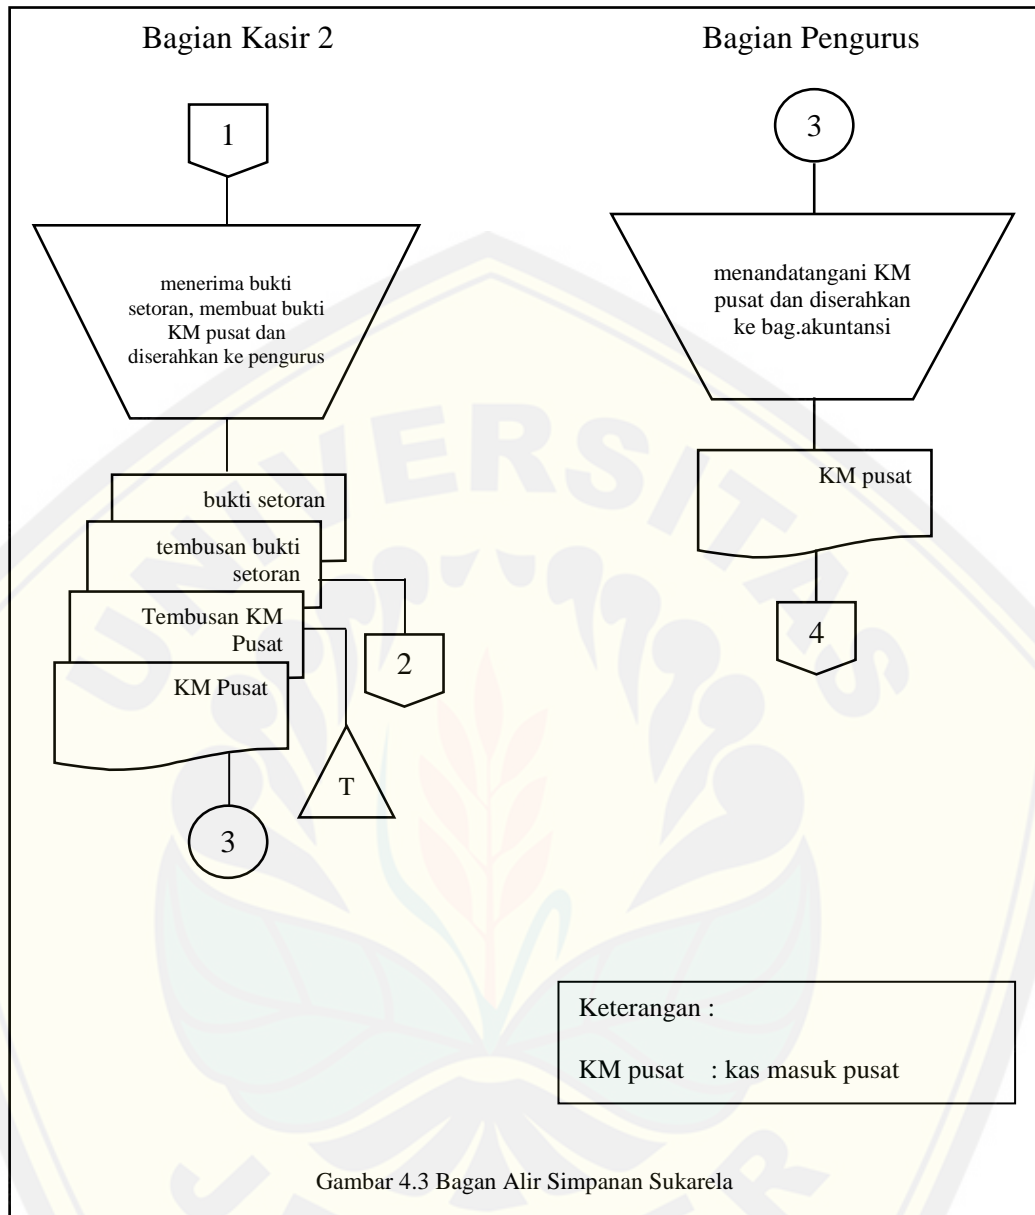 Bagian Kasir 2
1
menerima bukti
setoran, membuat bukti
KM pusat dan
diserahkan ke pengurus
bukti setoran
tembusan bukti
setoran
Tembusan KM
Pusat
KM Pusat
2
T
3
Bagian Pengurus
3
menandatangani KM
pusat dan diserahkan
ke bag.akuntansi
KM pusat
4
Keterangan :
KM pusat : kas masuk pusat
Gambar 4.3 Bagan Alir Simpanan Sukarela
UNIVERSITAS